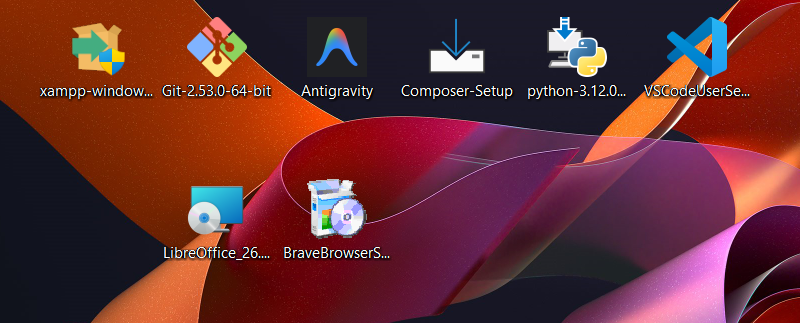 xampp-window...
Git-2.53.0-64-bit
Antigravity
Composer-Setup
python-3.12.0...
VSCodeUserSe...
LibreOffice_26....
BraveBrowserS...